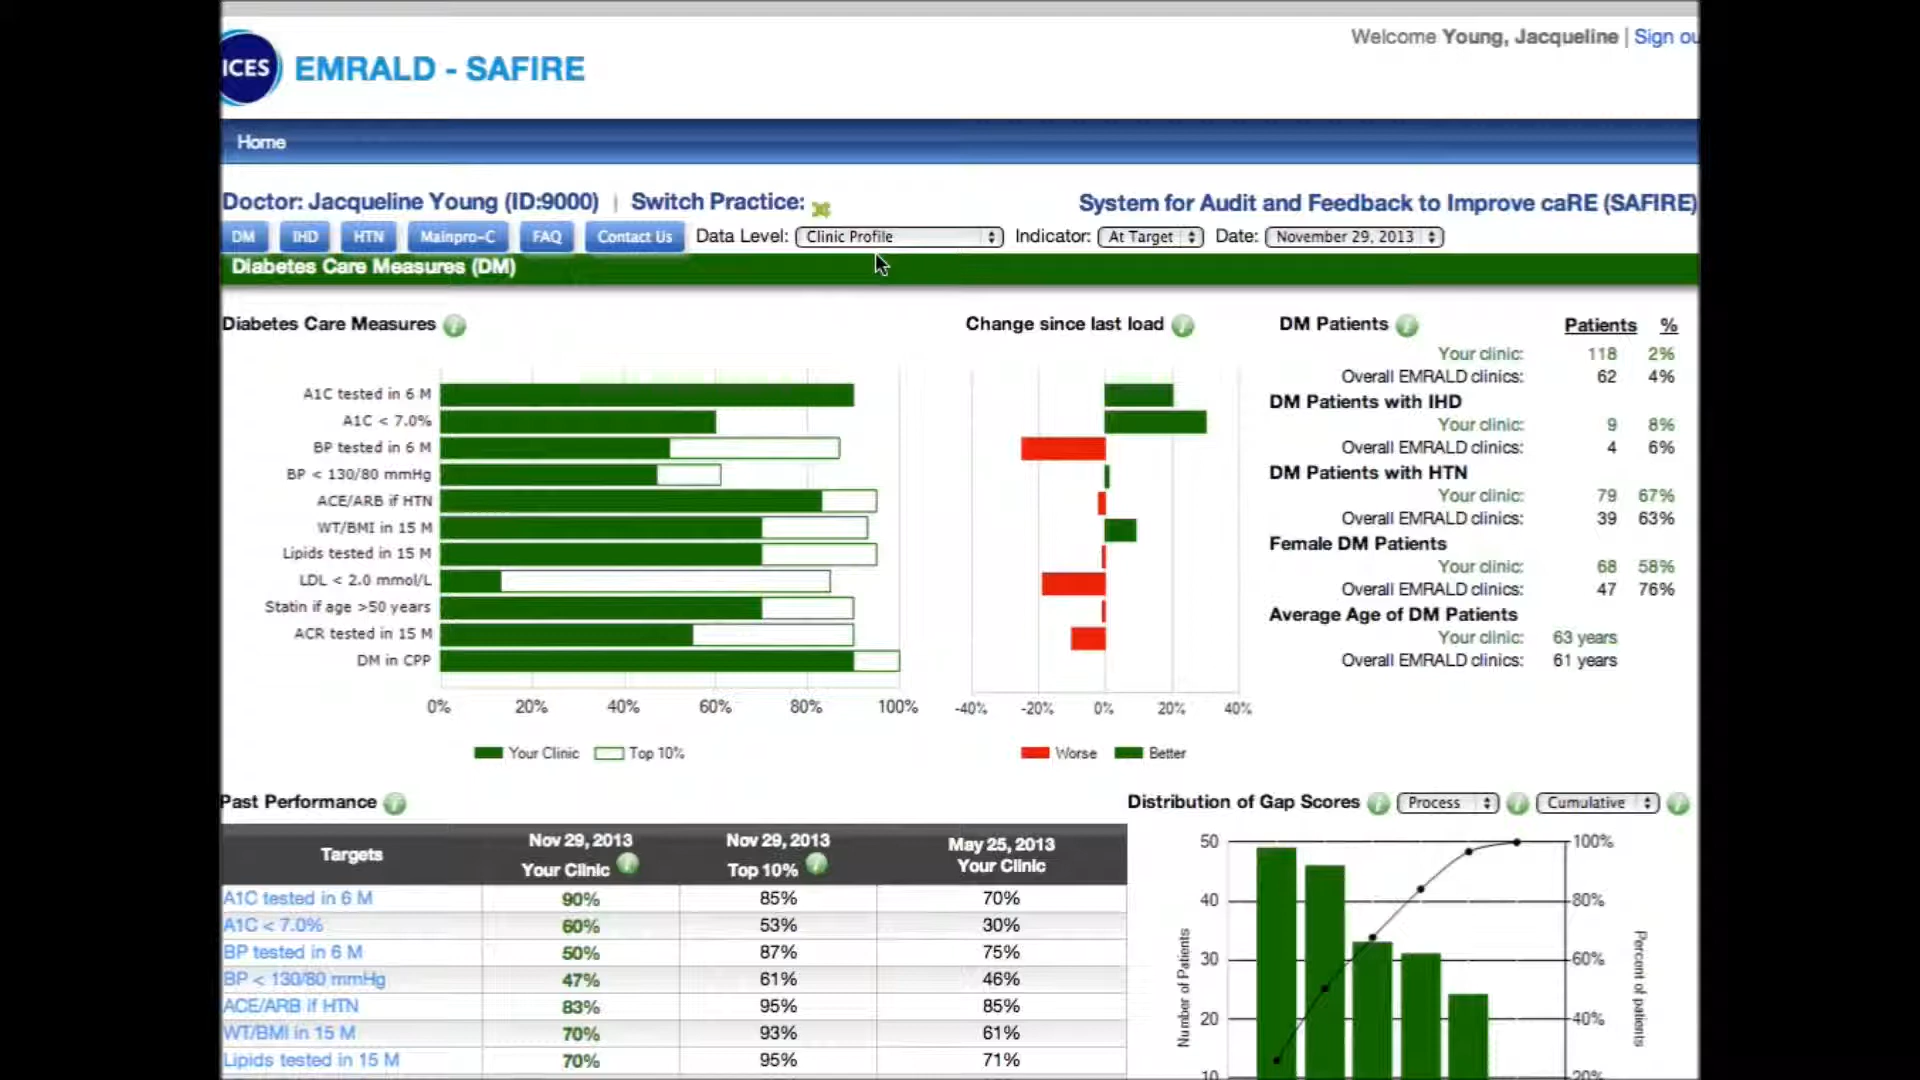 Welcome Young, Jacqueline | Sign ou
ICES EMRALD - SAFIRE
Home
Doctor: Jacqueline Young (ID:9000) | Switch Practice:
System for Audit and Feedback to Improve caRE (SAFIRE)
DM IHD HTN Mainpro-C FAQ Contact Us Data Level: Clinic Profile Indicator: At Target Date: November 29, 2013
Diabetes Care Measures (DM)
Diabetes Care Measures
A1C tested in 6 M
A1C < 7.0%
BP tested in 6 M
BP < 130/80 mmHg
ACE/ARB if HTN
WT/BMI in 15 M
Lipids tested in 15 M
LDL < 2.0 mmol/L
Statin if age >50 years
ACR tested in 15 M
DM in CPP
0% 20% 40% 60% 80% 100%
Your Clinic Top 10%
Change since last load
-40% -20% 0% 20% 40%
Worse Better
DM Patients Patients %
Your clinic: 118 2%
Overall EMRALD clinics: 62 4%
DM Patients with IHD
Your clinic: 9 8%
Overall EMRALD clinics: 4 6%
DM Patients with HTN
Your clinic: 79 67%
Overall EMRALD clinics: 39 63%
Female DM Patients
Your clinic: 68 58%
Overall EMRALD clinics: 47 76%
Average Age of DM Patients
Your clinic: 63 years
Overall EMRALD clinics: 61 years
Past Performance
Targets Nov 29, 2013 Your Clinic Nov 29, 2013 Top 10% May 25, 2013 Your Clinic
A1C tested in 6 M 90% 85% 70%
A1C < 7.0% 60% 53% 30%
BP tested in 6 M 50% 87% 75%
BP < 130/80 mmHg 47% 61% 46%
ACE/ARB if HTN 83% 95% 85%
WT/BMI in 15 M 70% 93% 61%
Lipids tested in 15 M 70% 95% 71%
Distribution of Gap Scores Process Cumulative
50 100%
40 80%
30 60%
20 40%
10 20%
Number of Patients
Percent of patients